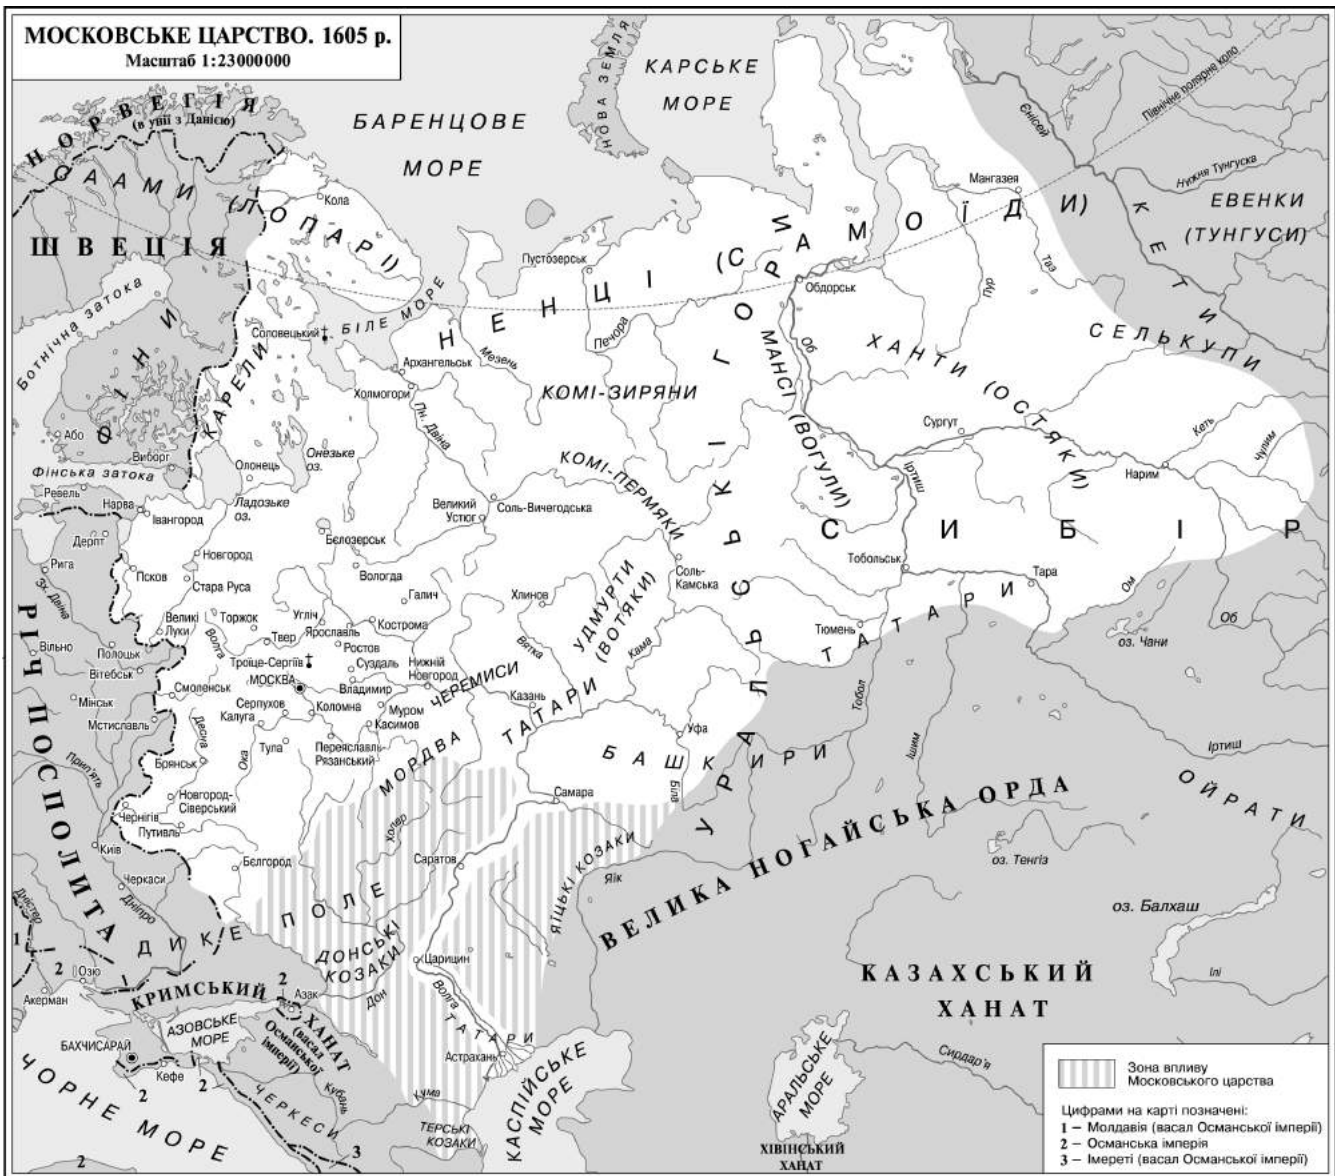 МОСКОВСЬКЕ ЦАРСТВО. 1605 р.
Масштаб 1:23000000
НОРВЕГІЯ
(в унії з Данією)
БАРЕНЦОВЕ
МОРЕ
НОВА ЗЕМЛЯ
КАРСЬКЕ
МОРЕ
Північне полярне коло
Єнісей
Нижня Тунгуска
ЕВЕНКИ
(ТУНГУСИ)
КЕТИ
СААМИ (ЛОПАРІ)
Кола
ШВЕЦІЯ
Мангазея
НЕНЦІ (САМОЇДИ)
Пустозерськ
Обдорськ
Пур
Таз
Ботнічна затока
ФІНИ
Соловецький
БІЛЕ МОРЕ
КАРЕЛИ
Архангельськ
Холмогори
Мезень
Печора
Пн. Двіна
КОМІ-ЗИРЯНИ
УРАЛЬСЬКІ ГОРИ
Об
МАНСІ (ВОГУЛИ)
ХАНТИ (ОСТЯКИ)
СЕЛЬКУПИ
Або
Виборг
Фінська затока
Олонець
Онезьке
оз.
Ладозьке
оз.
Сургут
Іртиш
Кеть
Чулим
Нарим
КОМІ-ПЕРМЯКИ
Ревель
Нарва
Івангород
Великий
Устюг
Соль-Вичегодська
СИБІР
Дерпт
Рига
Новгород
Псков
Стара Руса
Бєлозерськ
Вологда
Соль-
Камська
Тобольськ
Тара
Ом
Об
оз. Чани
Зх. Двіна
РІЧ ПОСПОЛИТА
Галич
Хлинов
УДМУРТИ
(ВОТЯКИ)
Великі
Луки
Торжок
Угліч
Кострома
Твер
Ярославль
Ростов
Волга
Вятка
Кама
Тюмень
ТАТАРИ
Вільно
Полоцьк
Вітебськ
Троїце-Сергіїв
МОСКВА
Суздаль
Нижній
Новгород
Владимир
ЧЕРЕМИСИ
Казань
Тобол
Ішим
Іртиш
Мінськ
Смоленськ
Мстиславль
Серпухов
Калуга
Коломна
Муром
Касимов
Тула
Переяславль-
Рязанський
МОРДВА
ТАТАРИ
Уфа
БАШКИРИ
Біла
ОЙРАТИ
Десна
Ока
Брянськ
Прип'ять
Новгород-
Сіверський
Чернігів
Путивль
Самара
Хопер
Київ
Бєлгород
Саратов
ЯЇЦЬКІ КОЗАКИ
Яїк
ВЕЛИКА НОГАЙСЬКА ОРДА
оз. Тенгіз
оз. Балхаш
Ілі
Черкаси
Дніпро
Дністер
ДИКЕ ПОЛЕ
ДОНСЬКІ
КОЗАКИ
Царицин
Дон
Волга
ТАТАРИ
Астрахань
КАЗАХСЬКИЙ
ХАНАТ
1
2
Озю
Акерман
КРИМСЬКИЙ
ХАНАТ
(васал
Османської
імперії)
2
Азак
АЗОВСЬКЕ
МОРЕ
БАХЧИСАРАЙ
Кефе
2
2
ЧОРНЕ МОРЕ
2
ЧЕРКЕСИ
Кубань
Кума
3
ТЕРСЬКІ
КОЗАКИ
КАСПІЙСЬКЕ
МОРЕ
АРАЛЬСЬКЕ
МОРЕ
Сирдар'я
ХІВІНСЬКИЙ
ХАНАТ
Зона впливу
Московського царства
Цифрами на карті позначені:
1 – Молдавія (васал Османської імперії)
2 – Османська імперія
3 – Імереті (васал Османської імперії)